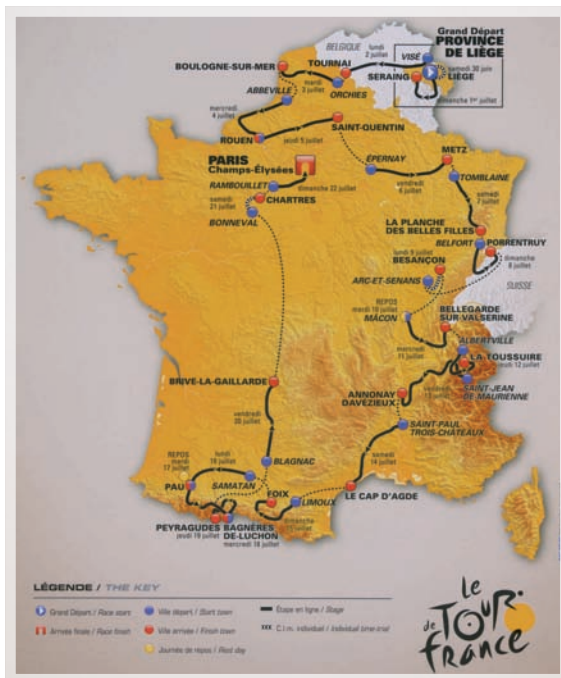 Grand Départ
PROVINCE
DE LIÈGE
BELGIQUE
lundi
2 juillet
VISÉ
samedi 30 juin
LIÈGE
SERAING
dimanche 1er juillet
TOURNAI
BOULOGNE-SUR-MER
mardi
3 juillet
ORCHIES
ABBEVILLE
mercredi
4 juillet
ROUEN
jeudi 5 juillet
SAINT-QUENTIN
METZ
ÉPERNAY
vendredi
6 juillet
TOMBLAINE
samedi
7 juillet
PARIS
Champs-Élysées
RAMBOUILLET
dimanche 22 juillet
CHARTRES
samedi
21 juillet
BONNEVAL
LA PLANCHE
DES BELLES FILLES
BELFORT
PORRENTRUY
dimanche
8 juillet
lundi 9 juillet
BESANÇON
ARC-ET-SENANS
SUISSE
REPOS
mardi 10 juillet
MÂCON
BELLEGARDE
SUR-VALSERINE
mercredi
11 juillet
ALBERTVILLE
LA TOUSSUIRE
jeudi 12 juillet
SAINT-JEAN
DE MAURIENNE
ANNONAY
DAVÉZIEUX
vendredi
13 juillet
SAINT-PAUL
TROIS-CHÂTEAUX
samedi
14 juillet
BRIVE-LA-GAILLARDE
vendredi
20 juillet
BLAGNAC
REPOS
mardi
17 juillet
lundi
16 juillet
PAU
SAMATAN
FOIX
LIMOUX
LE CAP D'AGDE
dimanche
PEYRAGUDES
jeudi 19 juillet
BAGNÈRES
DE-LUCHON
mercredi 18 juillet
LÉGENDE / THE KEY
Grand Départ / Race start
Ville départ / Start town
Étape en ligne / Stage
Arrivée finale / Race finish
Ville arrivée / Finish town
C.l.m. individuel / Individual time-trial
Journée de repos / Rest day
le
de TOUR
france